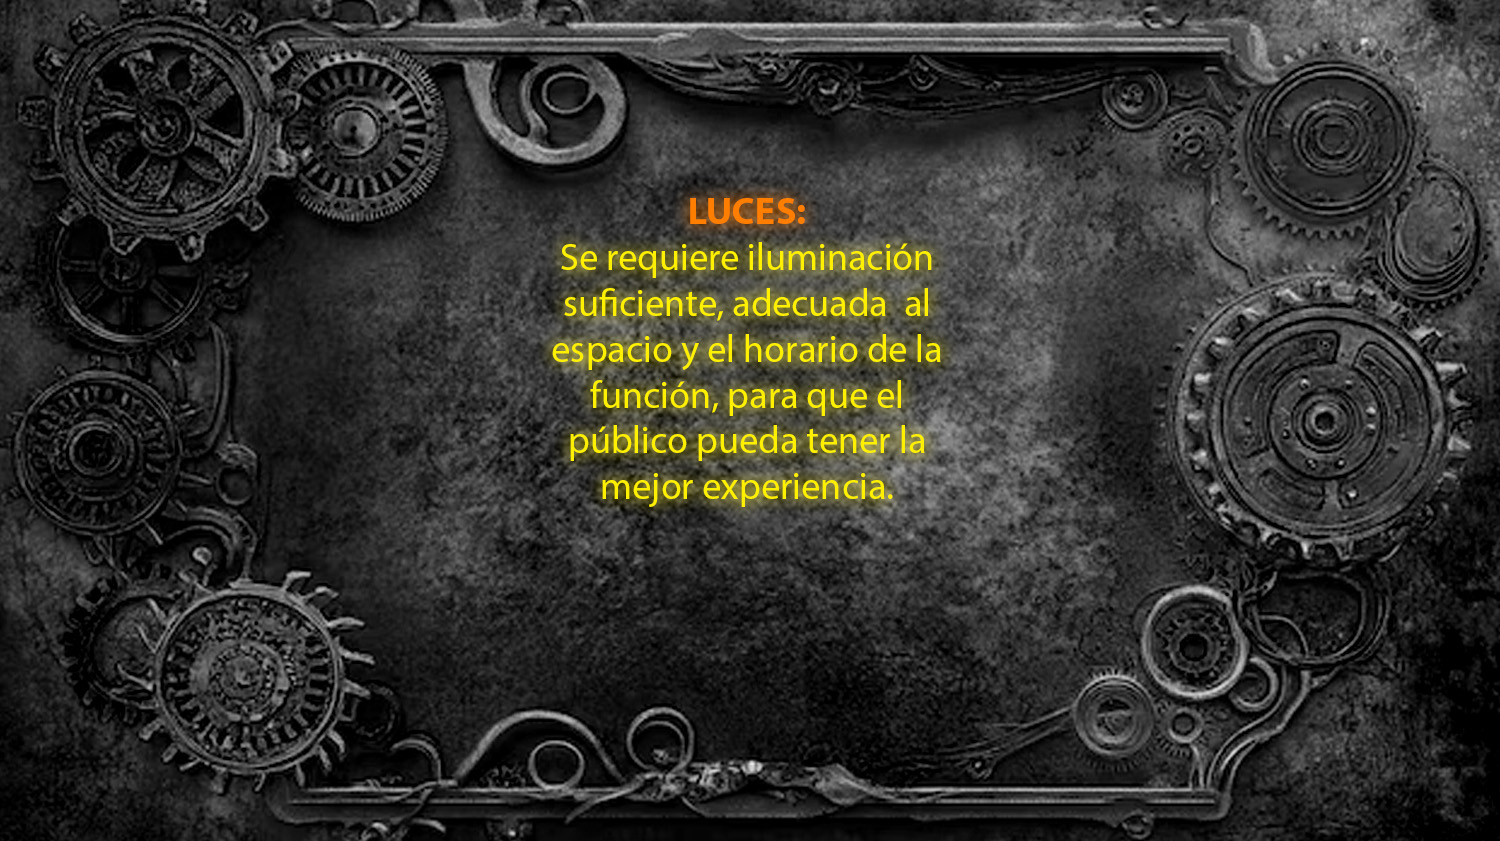 LUCES:
Se requiere iluminación
suficiente, adecuada  al
espacio y el horario de la
función, para que el
público pueda tener la
mejor experiencia.